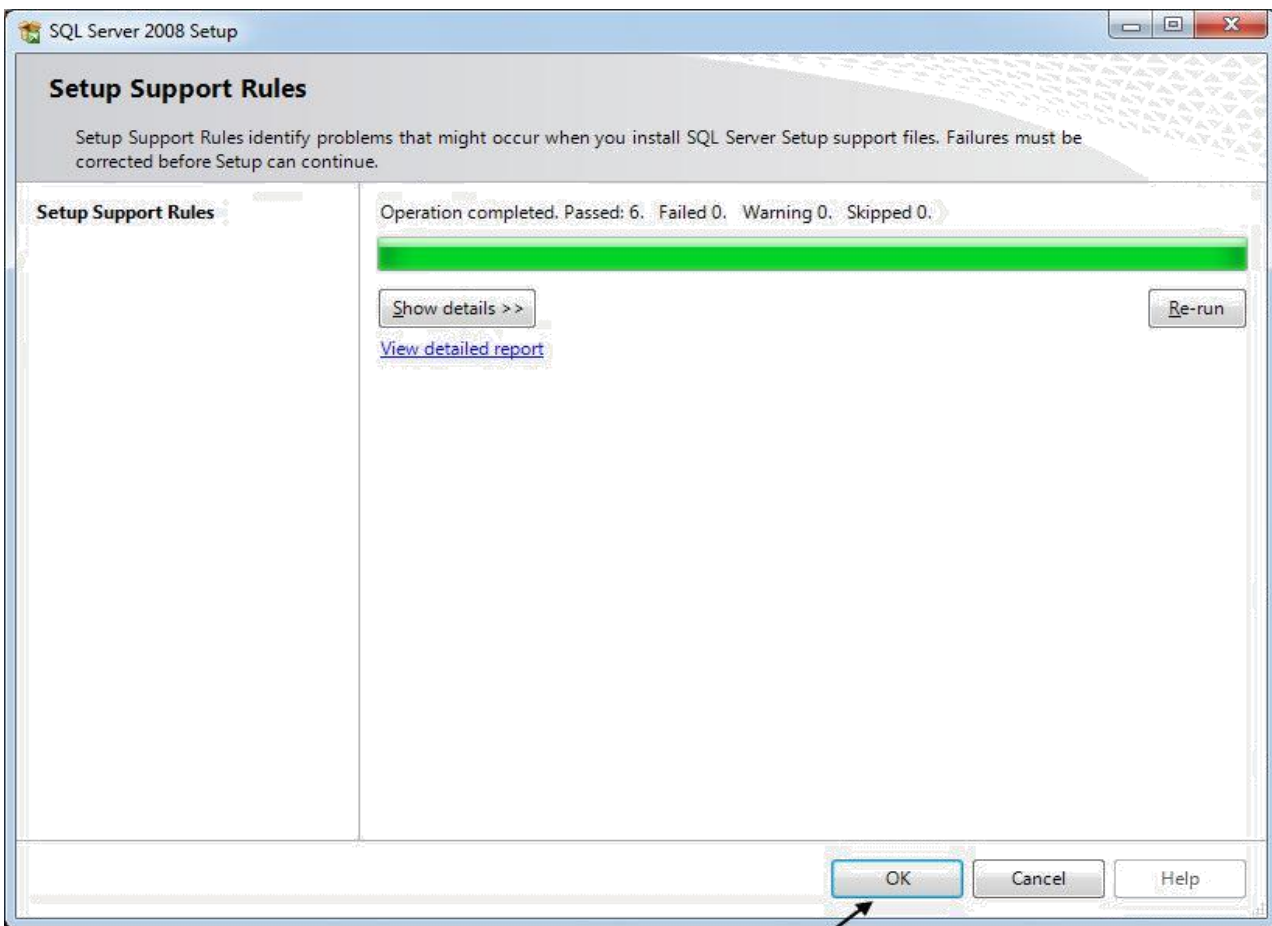 SQL Server 2008 Setup
Setup Support Rules
Setup Support Rules identify problems that might occur when you install SQL Server Setup support files. Failures must be
corrected before Setup can continue.
Setup Support Rules
Operation completed. Passed: 6. Failed 0. Warning 0. Skipped 0.
Show details >>
Re-run
View detailed report
OK
Cancel
Help